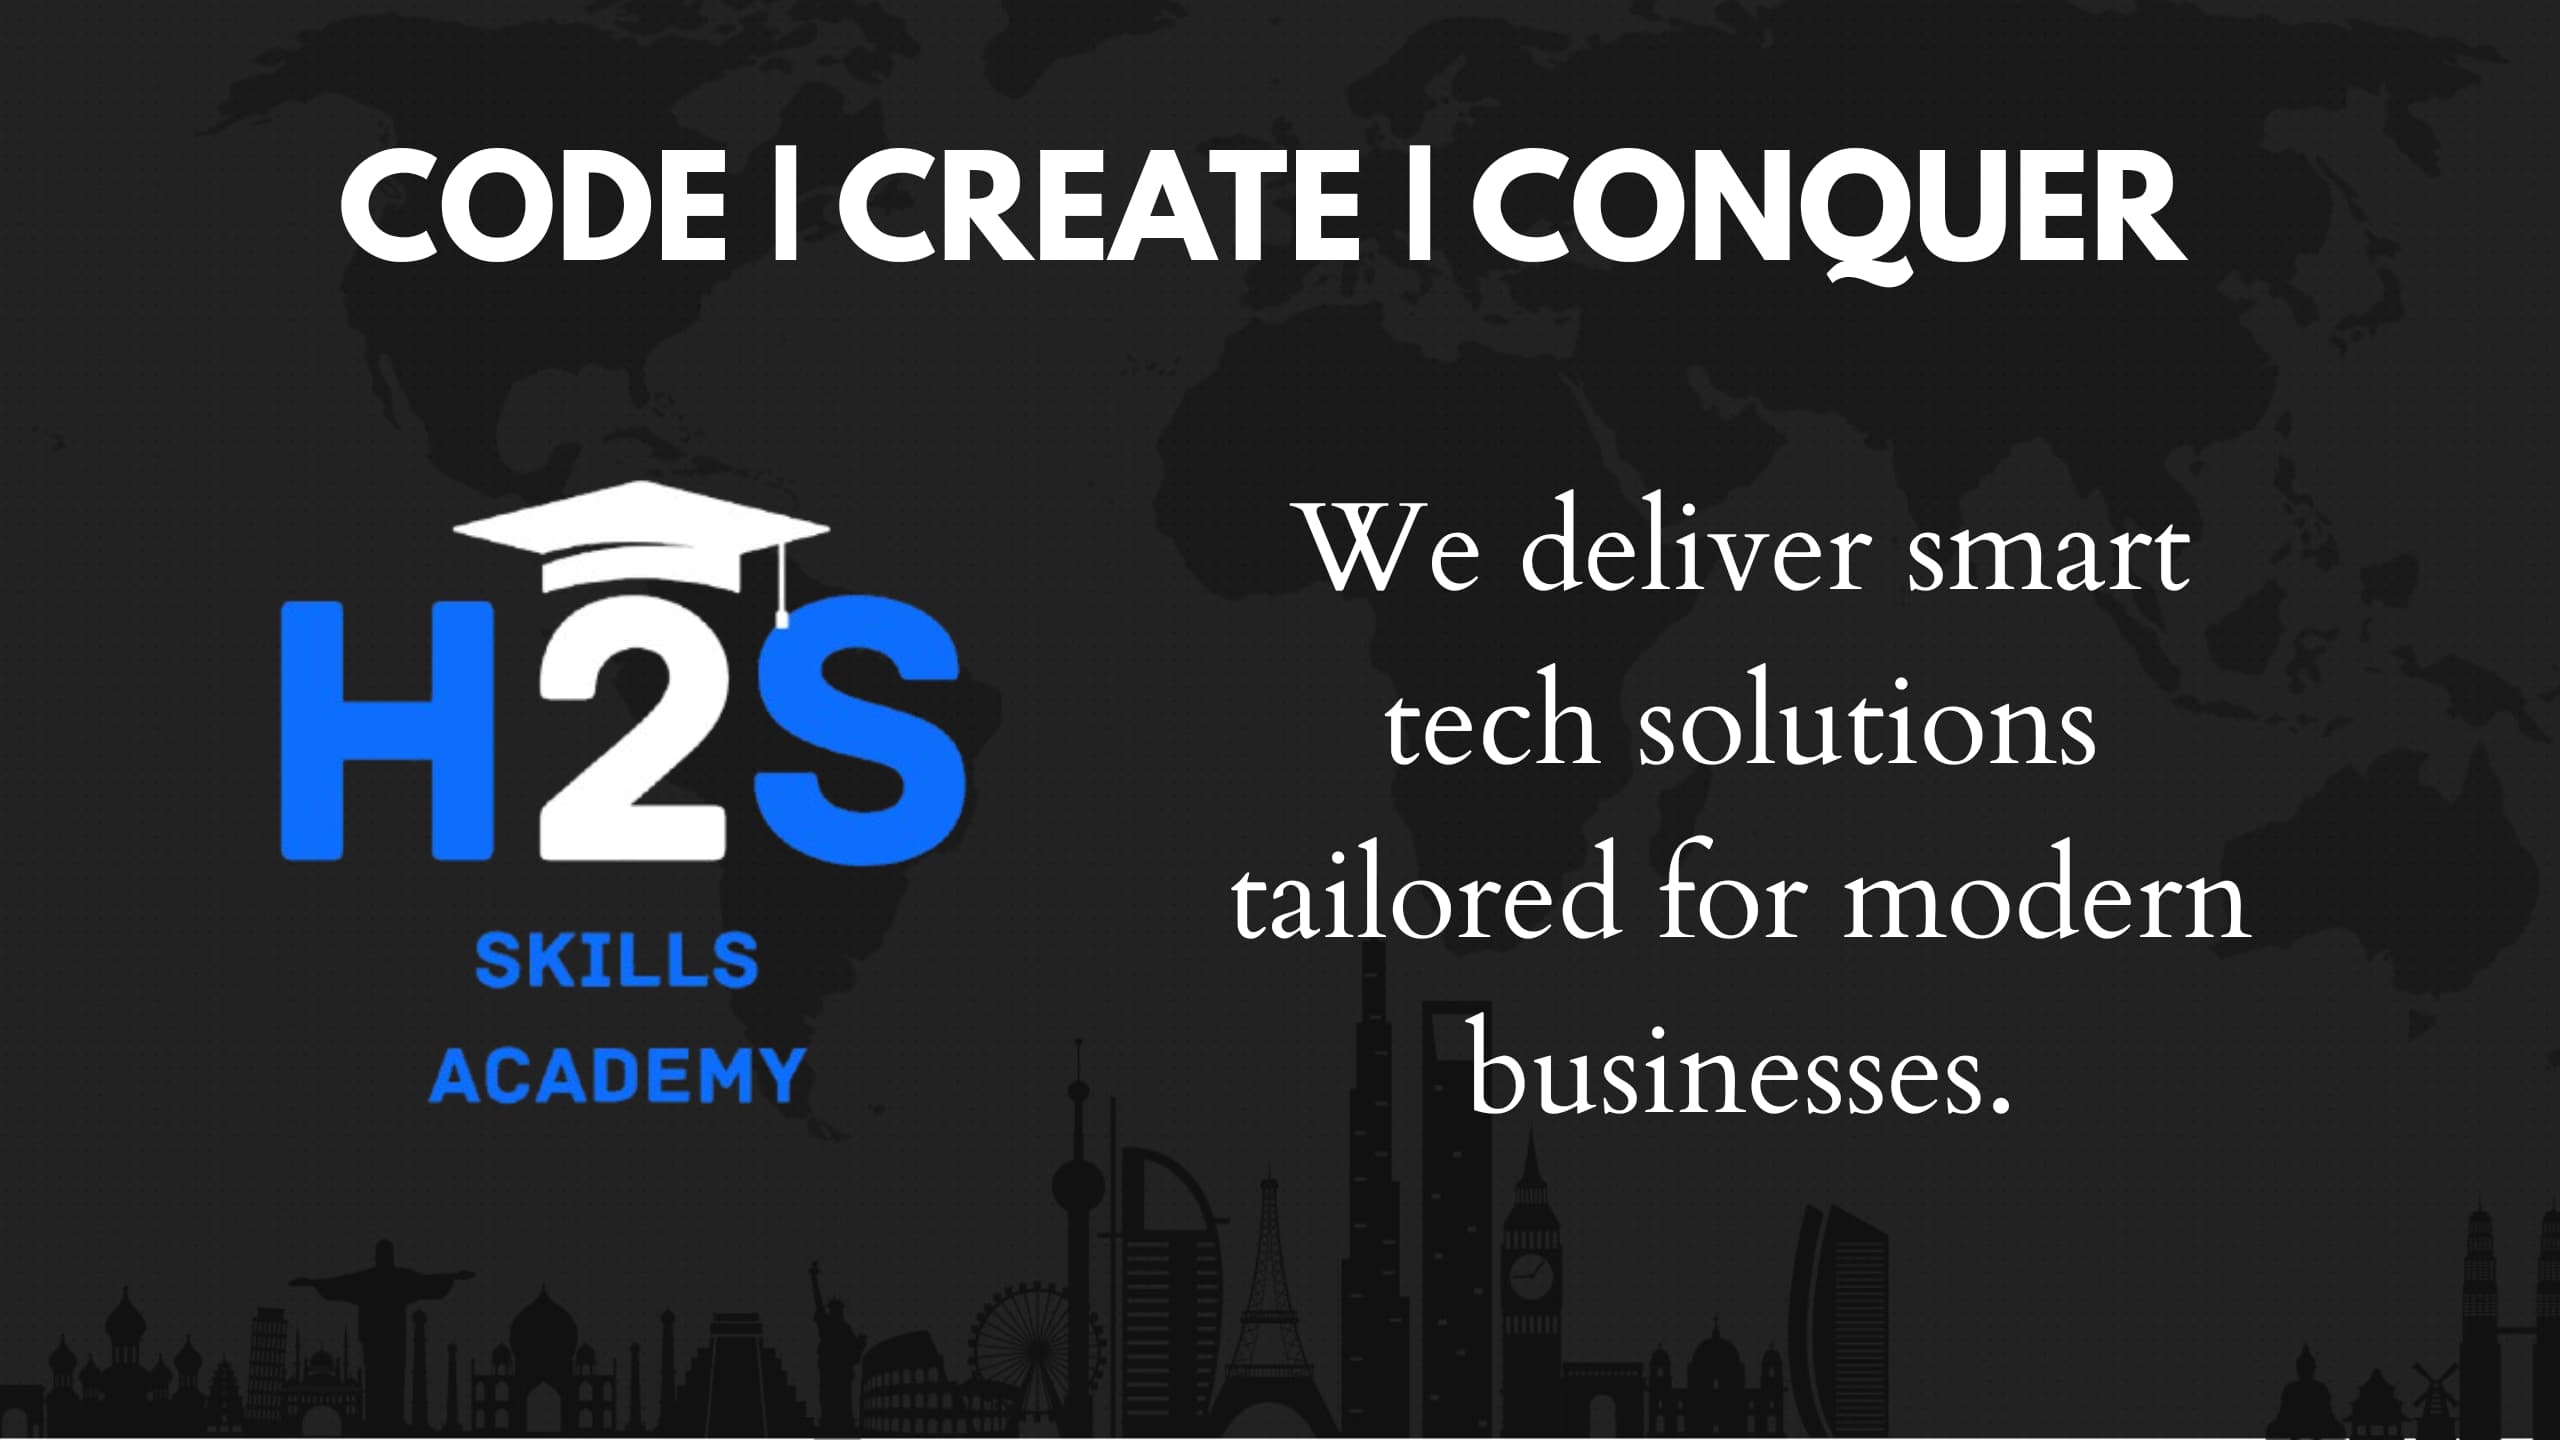 CODE | CREATE | CONQUER
H2S
SKILLS
ACADEMY
We deliver smart
tech solutions
tailored for modern
businesses.